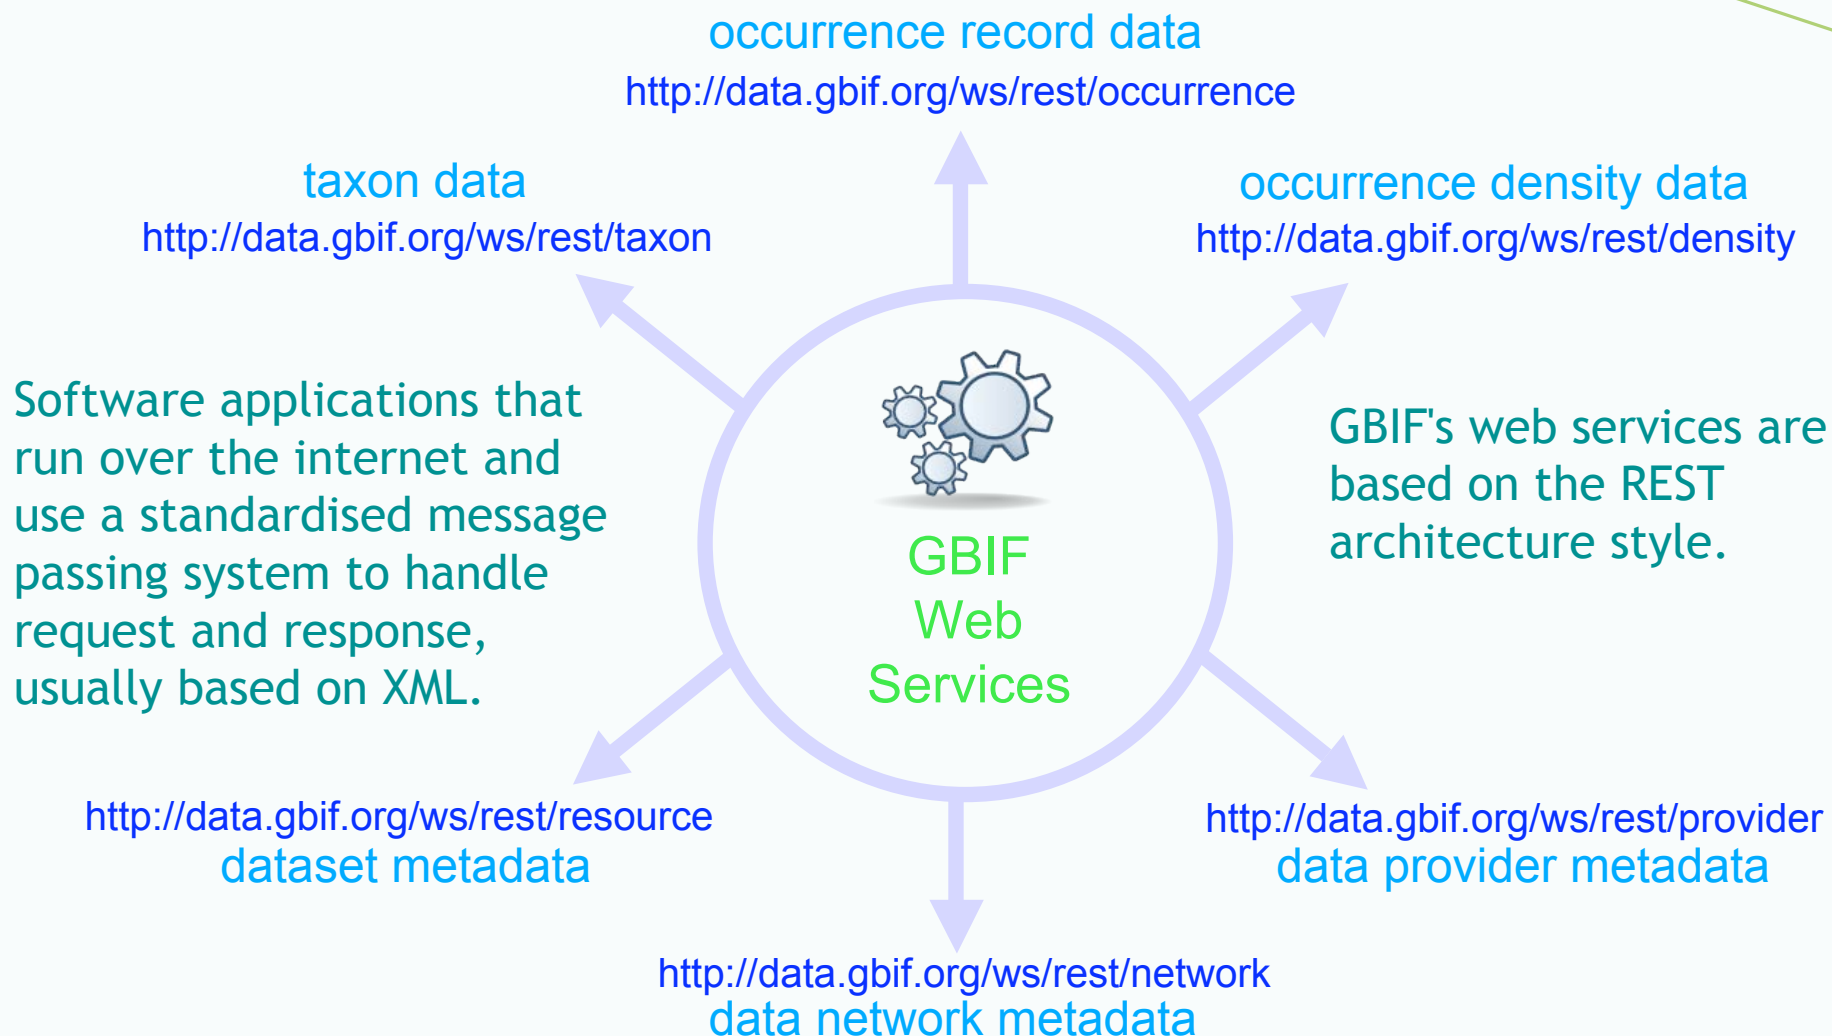 occurrence record data
http://data.gbif.org/ws/rest/occurrence
taxon data
http://data.gbif.org/ws/rest/taxon
occurrence density data
http://data.gbif.org/ws/rest/density
Software applications that
run over the internet and
use a standardised message
passing system to handle
request and response,
usually based on XML.
GBIF
Web
Services
GBIF's web services are
based on the REST
architecture style.
http://data.gbif.org/ws/rest/resource
dataset metadata
http://data.gbif.org/ws/rest/provider
data provider metadata
http://data.gbif.org/ws/rest/network
data network metadata